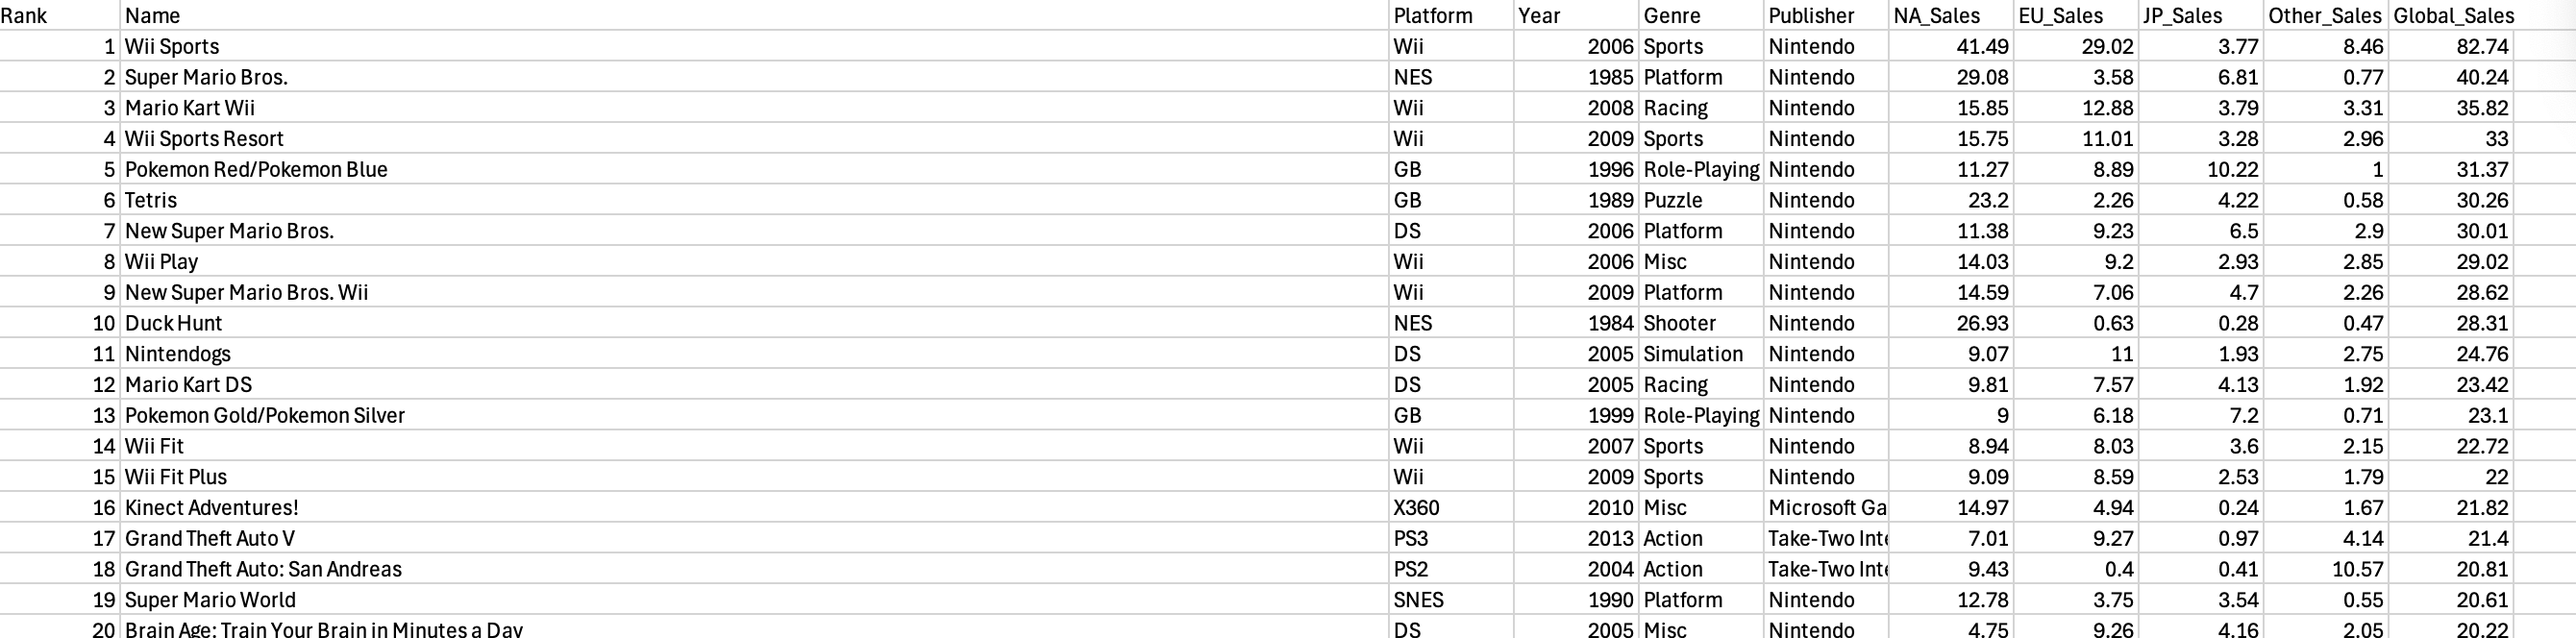 Rank Name Platform Year Genre Publisher NA_Sales EU_Sales JP_Sales Other_Sales Global_Sales
1 Wii Sports Wii 2006 Sports Nintendo 41.49 29.02 3.77 8.46 82.74
2 Super Mario Bros. NES 1985 Platform Nintendo 29.08 3.58 6.81 0.77 40.24
3 Mario Kart Wii Wii 2008 Racing Nintendo 15.85 12.88 3.79 3.31 35.82
4 Wii Sports Resort Wii 2009 Sports Nintendo 15.75 11.01 3.28 2.96 33
5 Pokemon Red/Pokemon Blue GB 1996 Role-Playing Nintendo 11.27 8.89 10.22 1 31.37
6 Tetris GB 1989 Puzzle Nintendo 23.2 2.26 4.22 0.58 30.26
7 New Super Mario Bros. DS 2006 Platform Nintendo 11.38 9.23 6.5 2.9 30.01
8 Wii Play Wii 2006 Misc Nintendo 14.03 9.2 2.93 2.85 29.02
9 New Super Mario Bros. Wii Wii 2009 Platform Nintendo 14.59 7.06 4.7 2.26 28.62
10 Duck Hunt NES 1984 Shooter Nintendo 26.93 0.63 0.28 0.47 28.31
11 Nintendogs DS 2005 Simulation Nintendo 9.07 11 1.93 2.75 24.76
12 Mario Kart DS DS 2005 Racing Nintendo 9.81 7.57 4.13 1.92 23.42
13 Pokemon Gold/Pokemon Silver GB 1999 Role-Playing Nintendo 9 6.18 7.2 0.71 23.1
14 Wii Fit Wii 2007 Sports Nintendo 8.94 8.03 3.6 2.15 22.72
15 Wii Fit Plus Wii 2009 Sports Nintendo 9.09 8.59 2.53 1.79 22
16 Kinect Adventures! X360 2010 Misc Microsoft Ga 14.97 4.94 0.24 1.67 21.82
17 Grand Theft Auto V PS3 2013 Action Take-Two Inte 7.01 9.27 0.97 4.14 21.4
18 Grand Theft Auto: San Andreas PS2 2004 Action Take-Two Inte 9.43 0.4 0.41 10.57 20.81
19 Super Mario World SNES 1990 Platform Nintendo 12.78 3.75 3.54 0.55 20.61
20 Brain Age: Train Your Brain in Minutes a Day DS 2005 Misc Nintendo 4.75 9.26 4.16 2.05 20.22